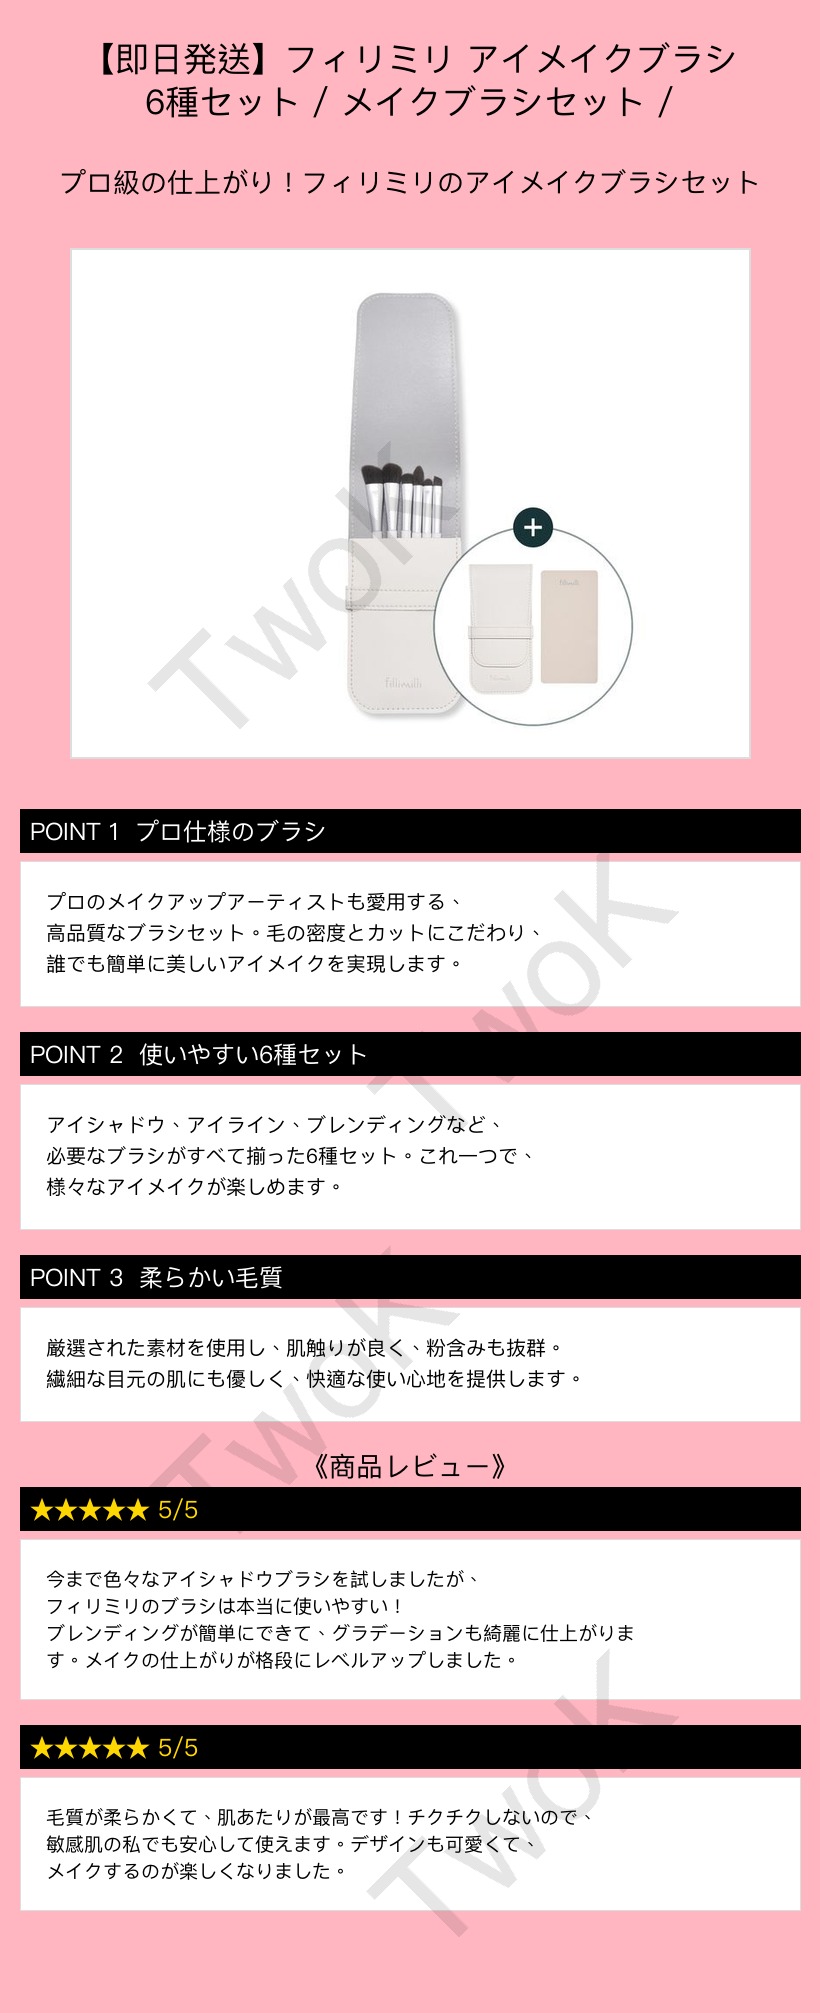 【即日発送】フィリミリ アイメイクブラシ
6種セット / メイクブラシセット /
プロ級の仕上がり！フィリミリのアイメイクブラシセット
fillimilli
fillimilli
fillimilli
TwoK
POINT 1 プロ仕様のブラシ
プロのメイクアップアーティストも愛用する、
高品質なブラシセット。毛の密度とカットにこだわり、
誰でも簡単に美しいアイメイクを実現します。
TwoK
POINT 2 使いやすい6種セット
アイシャドウ、アイライン、ブレンディングなど、
必要なブラシがすべて揃った6種セット。これ一つで、
様々なアイメイクが楽しめます。
POINT 3 柔らかい毛質
厳選された素材を使用し、肌触りが良く、粉含みも抜群。
繊細な目元の肌にも優しく、快適な使い心地を提供します。
TwoK
《商品レビュー》
★★★★★ 5/5
今まで色々なアイシャドウブラシを試しましたが、
フィリミリのブラシは本当に使いやすい！
ブレンディングが簡単にできて、グラデーションも綺麗に仕上がりま
す。メイクの仕上がりが格段にレベルアップしました。
★★★★★ 5/5
毛質が柔らかくて、肌あたりが最高です！チクチクしないので、
敏感肌の私でも安心して使えます。デザインも可愛くて、
メイクするのが楽しくなりました。
TwoK